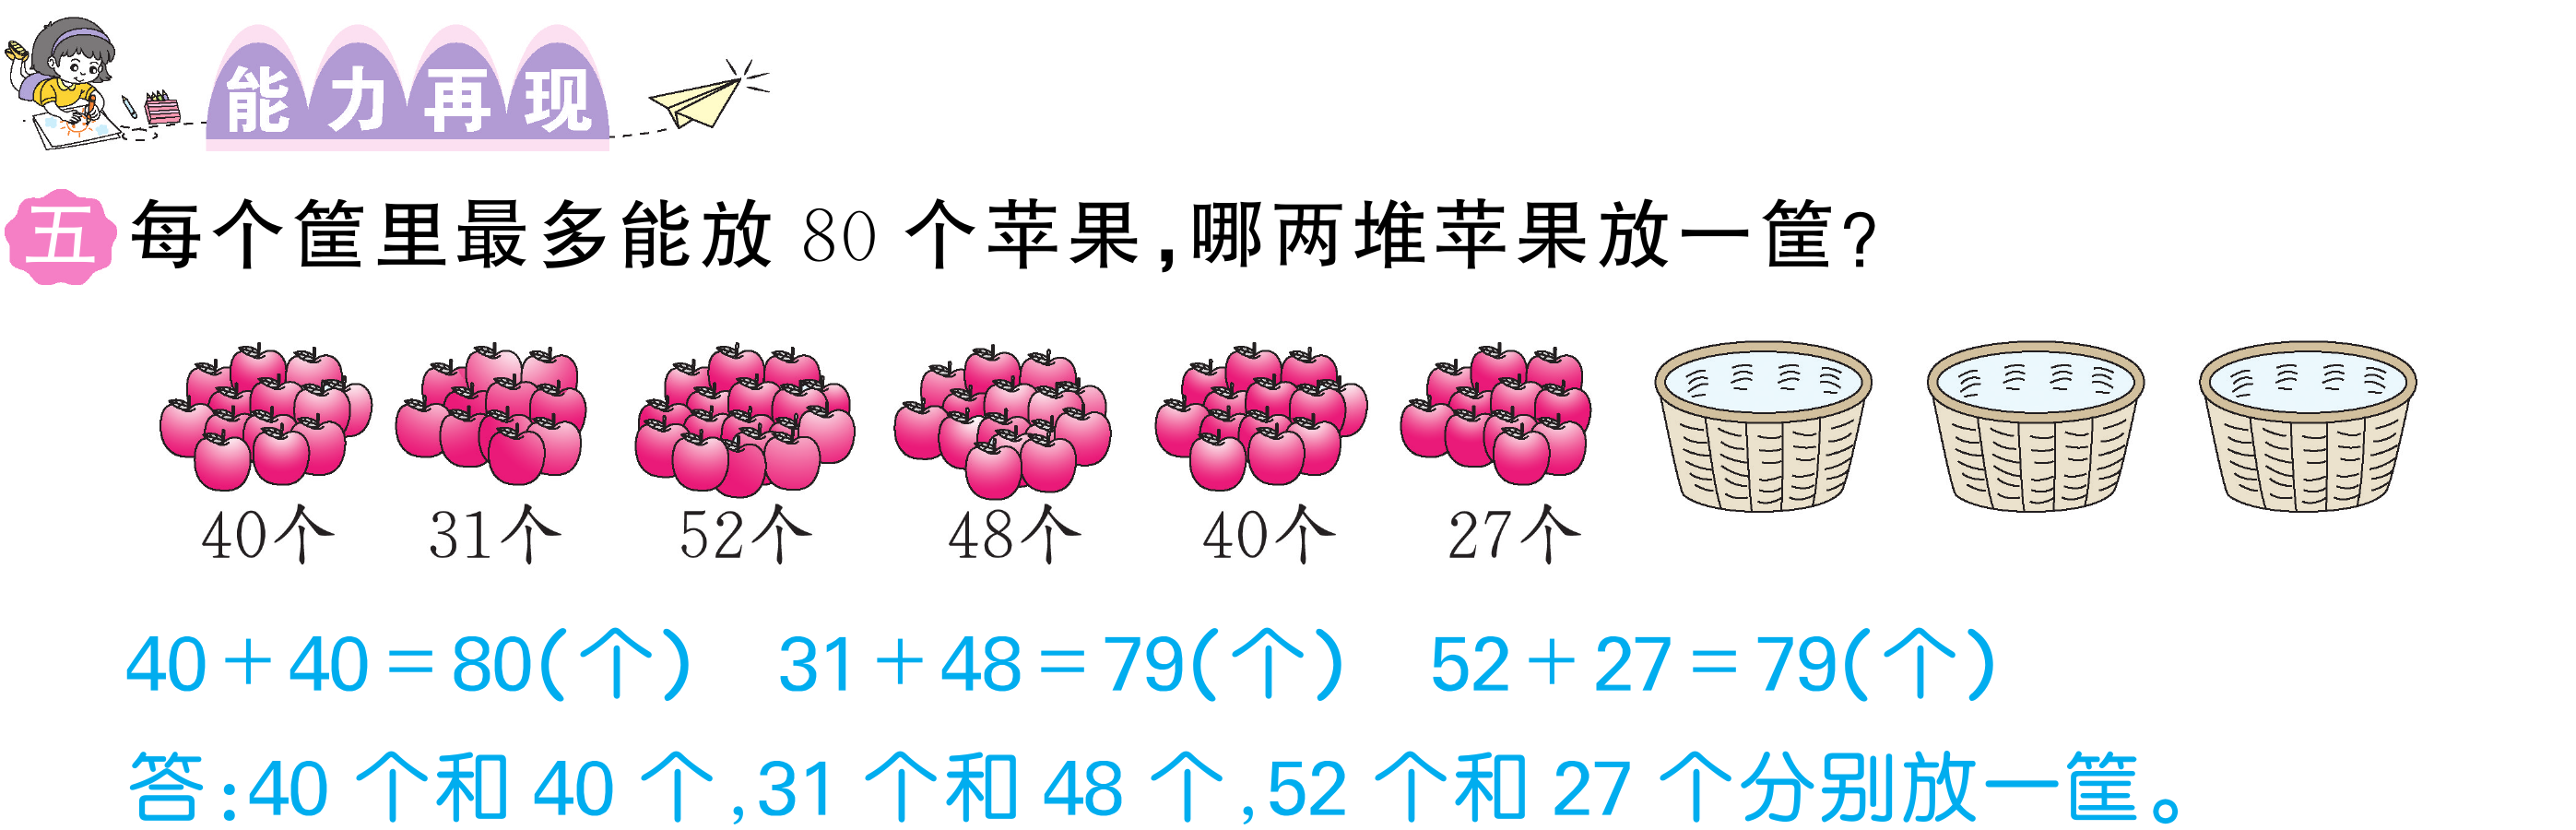 能力再现
五 每个筐里最多能放 80 个苹果,哪两堆苹果放一筐?
40个 31个 52个 48个 40个 27个
40+40=80(个) 31+48=79(个) 52+27=79(个)
答:40 个和 40 个,31 个和 48 个,52 个和 27 个分别放一筐。